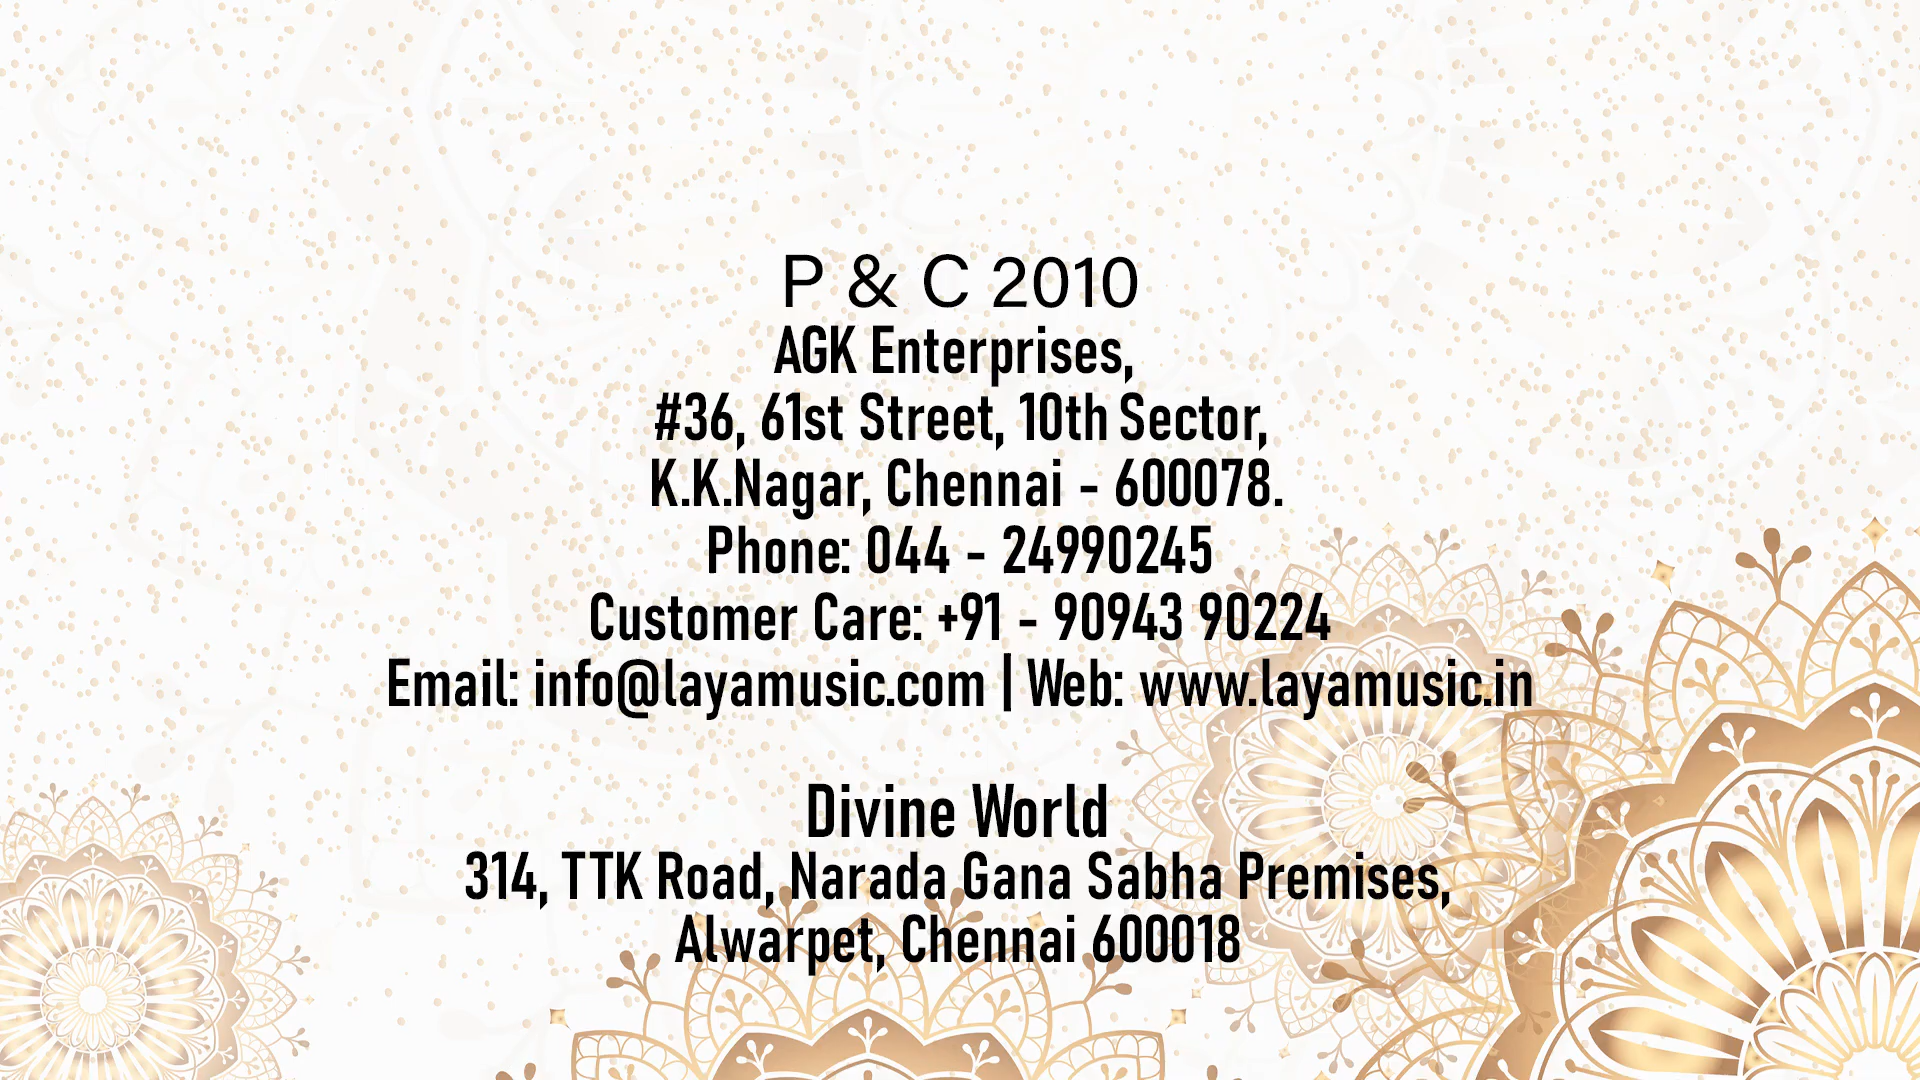 P & C 2010
AGK Enterprises,
#36, 61st Street, 10th Sector,
K.K.Nagar, Chennai - 600078.
Phone: 044 - 24990245
Customer Care: +91 - 90943 90224
Email: info@layamusic.com | Web: www.layamusic.in
Divine World
314, TTK Road, Narada Gana Sabha Premises,
Alwarpet, Chennai 600018